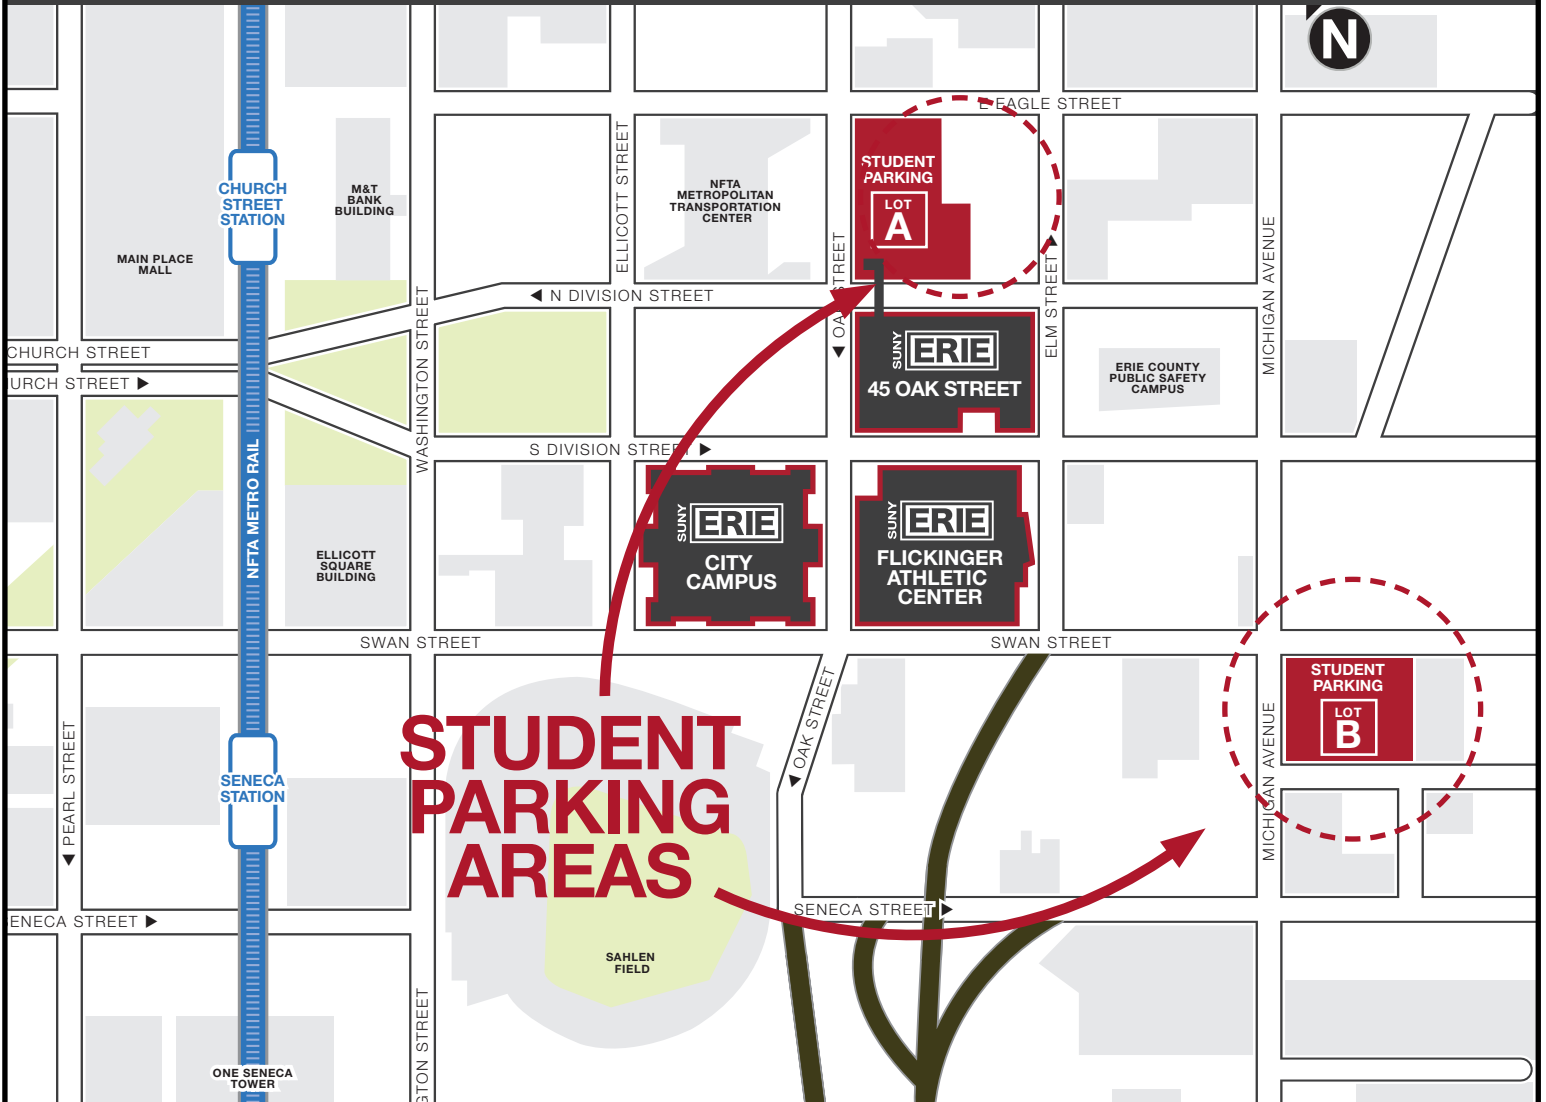 N
E EAGLE STREET
STUDENT
PARKING
LOT
A
CHURCH
STREET
STATION
M&T
BANK
BUILDING
NFTA
METROPOLITAN
TRANSPORTATION
CENTER
ELLICOTT STREET
MAIN PLACE
MALL
OAK STREET
ELM STREET
MICHIGAN AVENUE
N DIVISION STREET
WASHINGTON STREET
CHURCH STREET
URCH STREET
SUNY
ERIE
45 OAK STREET
ERIE COUNTY
PUBLIC SAFETY
CAMPUS
S DIVISION STREET
NFTA METRO RAIL
SUNY
ERIE
CITY
CAMPUS
SUNY
ERIE
FLICKINGER
ATHLETIC
CENTER
ELLICOTT
SQUARE
BUILDING
SWAN STREET
SWAN STREET
STUDENT
PARKING
LOT
B
OAK STREET
MICHIGAN AVENUE
PEARL STREET
SENECA
STATION
STUDENT
PARKING
AREAS
SENECA STREET
ENECA STREET
SAHLEN
FIELD
GTON STREET
ONE SENECA
TOWER